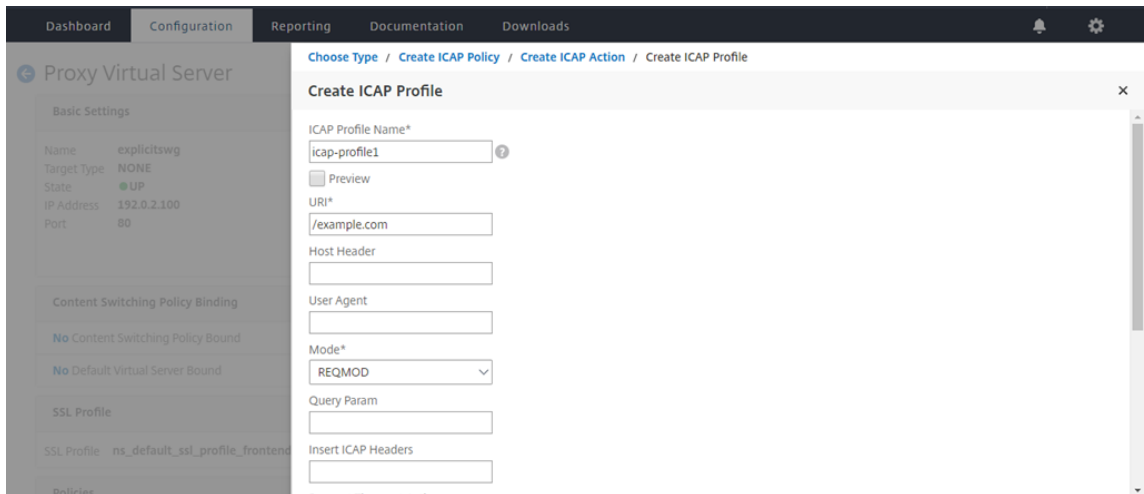 Dashboard Configuration Reporting Documentation Downloads
Choose Type / Create ICAP Policy / Create ICAP Action / Create ICAP Profile
Proxy Virtual Server
Basic Settings
Name explicitswg
Target Type NONE
State UP
IP Address 192.0.2.100
Port 80
Content Switching Policy Binding
No Content Switching Policy Bound
No Default Virtual Server Bound
SSL Profile
SSL Profile ns_default_ssl_profile_frontend
Policies
Create ICAP Profile
ICAP Profile Name*
icap-profile1
Preview
URI*
/example.com
Host Header
User Agent
Mode*
REQMOD
Query Param
Insert ICAP Headers